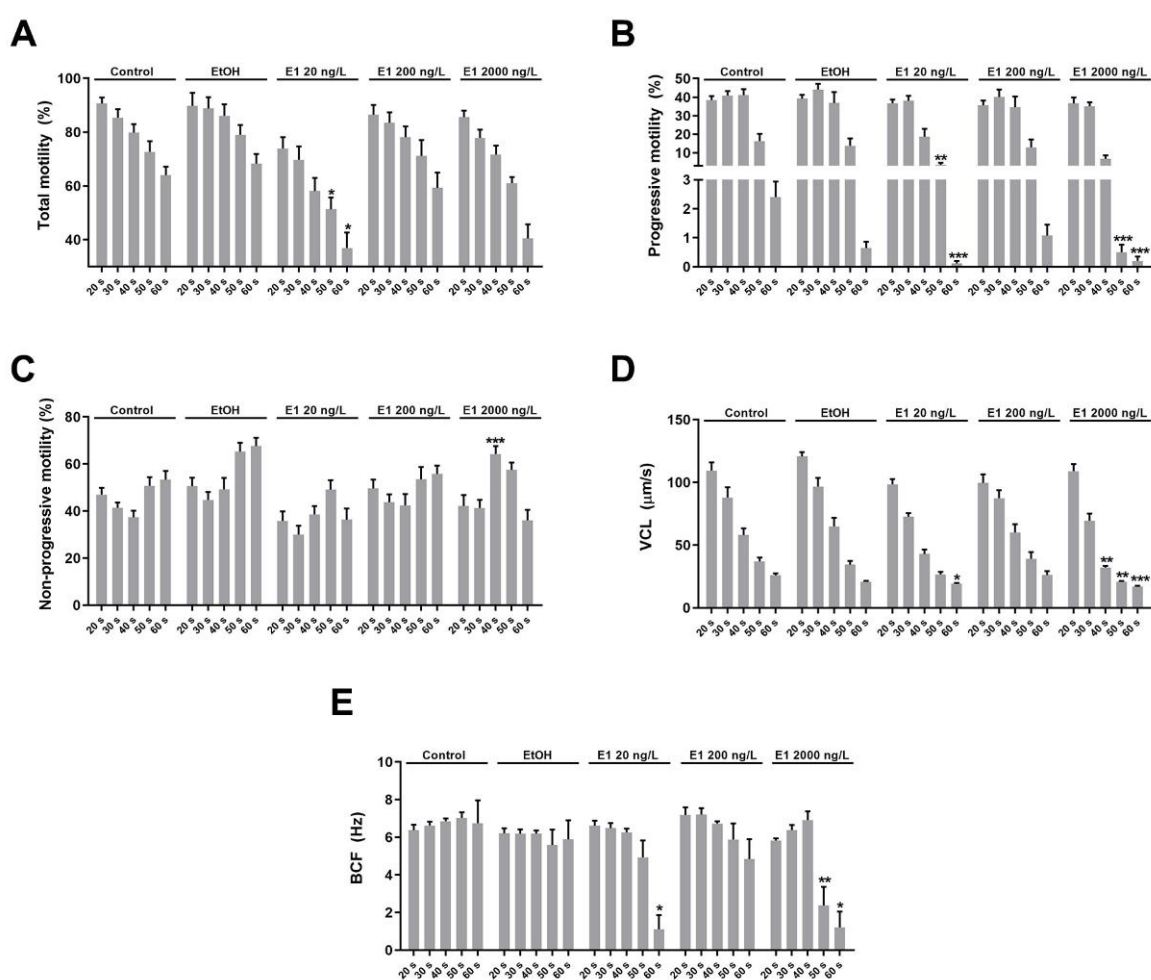 A
Control EtOH E1 20 ng/L E1 200 ng/L E1 2000 ng/L
Total motility (%)
100
80
60
40
* *
20 s 30 s 40 s 50 s 60 s 20 s 30 s 40 s 50 s 60 s 20 s 30 s 40 s 50 s 60 s 20 s 30 s 40 s 50 s 60 s 20 s 30 s 40 s 50 s 60 s
B
Control EtOH E1 20 ng/L E1 200 ng/L E1 2000 ng/L
Progressive motility (%)
50
40
30
20
10
3
2
1
0
** *** *** ***
20 s 30 s 40 s 50 s 60 s 20 s 30 s 40 s 50 s 60 s 20 s 30 s 40 s 50 s 60 s 20 s 30 s 40 s 50 s 60 s 20 s 30 s 40 s 50 s 60 s
C
Control EtOH E1 20 ng/L E1 200 ng/L E1 2000 ng/L
Non-progressive motility (%)
80
60
40
20
0
***
20 s 30 s 40 s 50 s 60 s 20 s 30 s 40 s 50 s 60 s 20 s 30 s 40 s 50 s 60 s 20 s 30 s 40 s 50 s 60 s 20 s 30 s 40 s 50 s 60 s
D
Control EtOH E1 20 ng/L E1 200 ng/L E1 2000 ng/L
VCL (μm/s)
150
100
50
0
* ** ** ***
20 s 30 s 40 s 50 s 60 s 20 s 30 s 40 s 50 s 60 s 20 s 30 s 40 s 50 s 60 s 20 s 30 s 40 s 50 s 60 s 20 s 30 s 40 s 50 s 60 s
E
Control EtOH E1 20 ng/L E1 200 ng/L E1 2000 ng/L
BCF (Hz)
10
8
6
4
2
0
* ** *
20 s 30 s 40 s 50 s 60 s 20 s 30 s 40 s 50 s 60 s 20 s 30 s 40 s 50 s 60 s 20 s 30 s 40 s 50 s 60 s 20 s 30 s 40 s 50 s 60 s